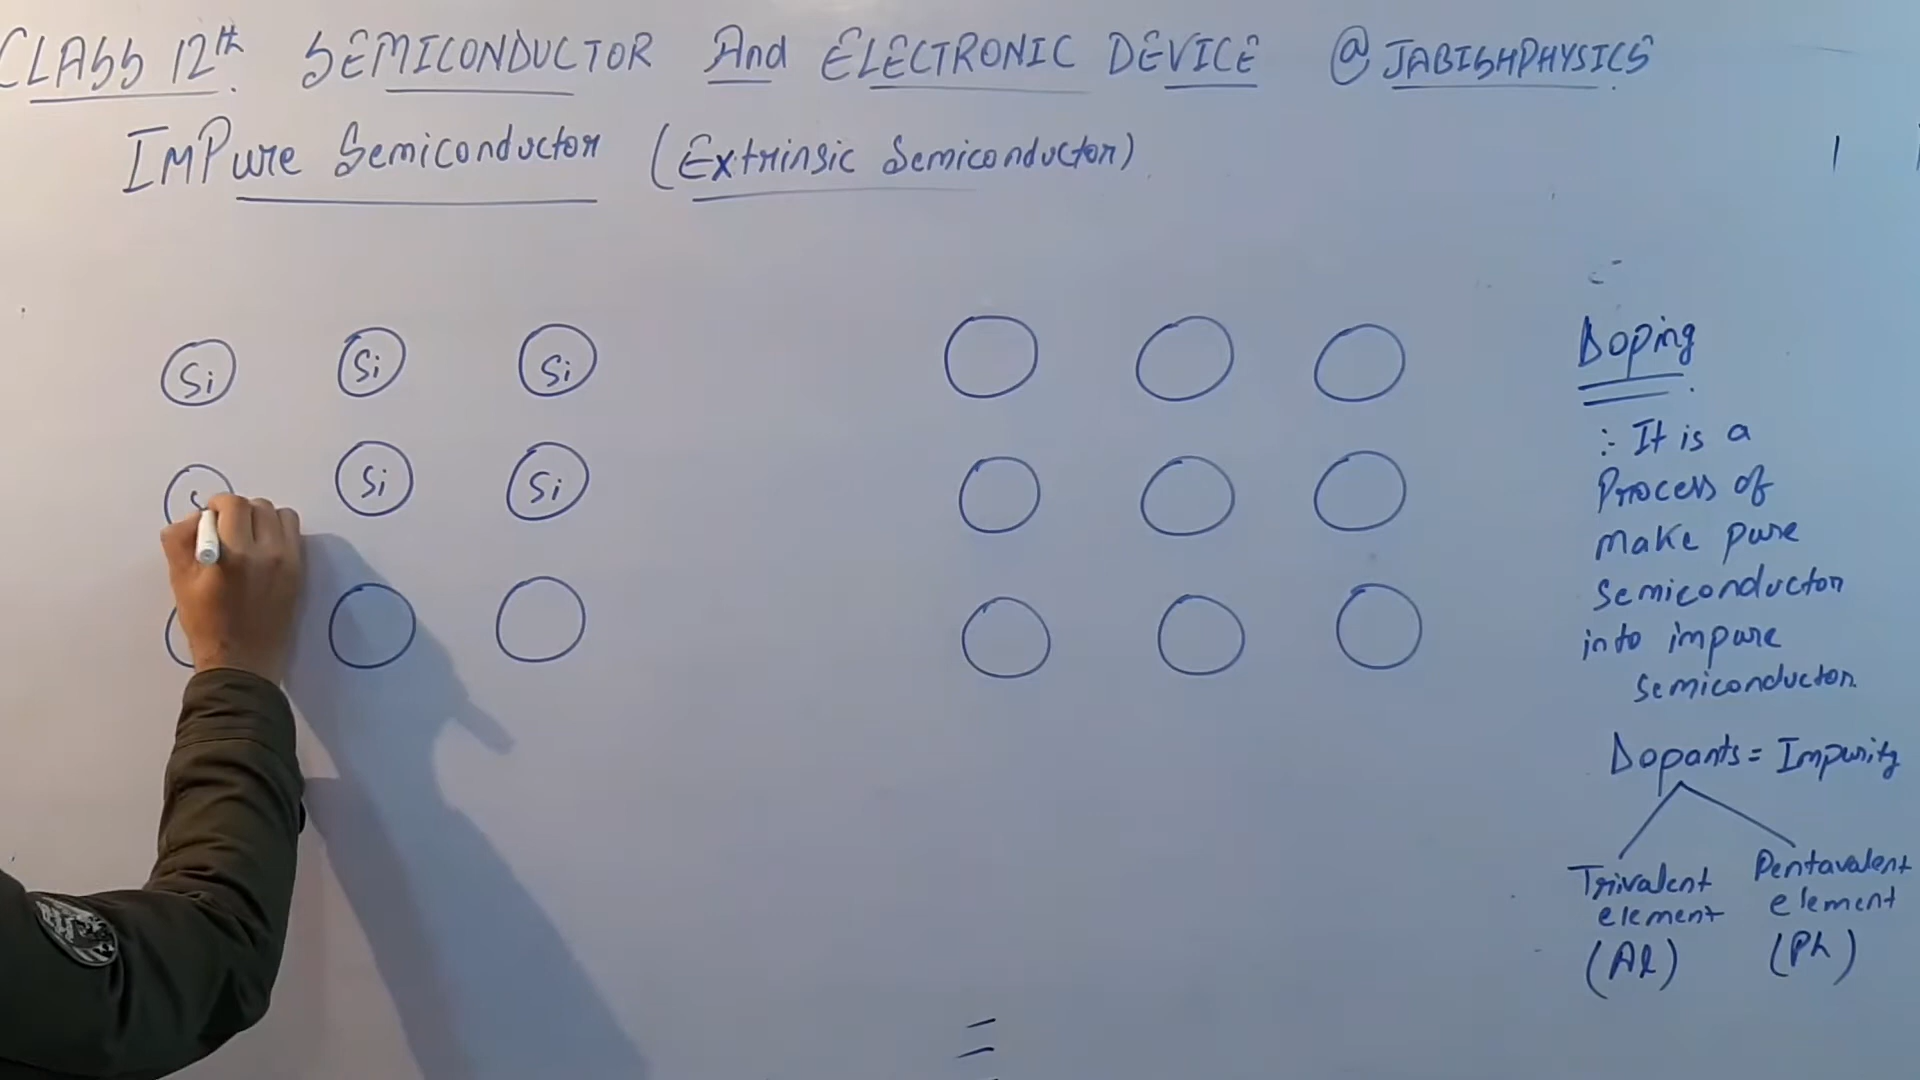 CLASS 12th SEMICONDUCTOR And ELECTRONIC DEVICE @JABISHPHYSICS
ImPure Semiconductor (Extrinsic Semiconductor)
Si Si Si
Si Si
Doping
:- It is a
Process of
make pure
semiconductor
into impure
semiconductor.
Dopants = Impurity
Trivalent element
(Al)
Pentavalent element
(Ph)